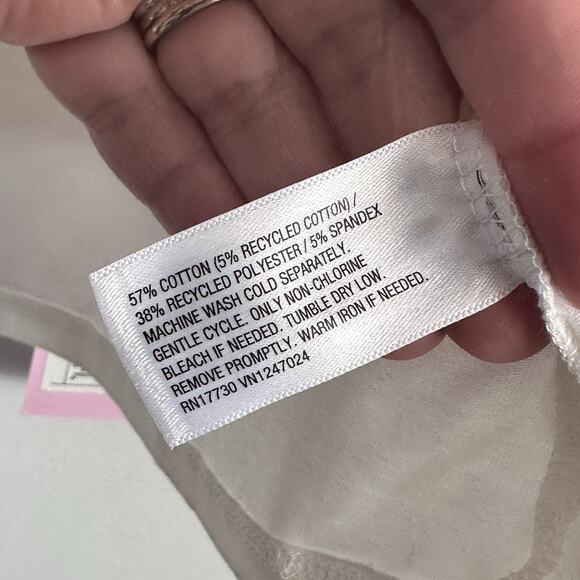 57% COTTON (5% RECYCLED COTTON) /
38% RECYCLED POLYESTER / 5% SPANDEX
MACHINE WASH COLD SEPARATELY.
GENTLE CYCLE. ONLY NON-CHLORINE
BLEACH IF NEEDED. TUMBLE DRY LOW.
REMOVE PROMPTLY. WARM IRON IF NEEDED.
RN17730 VN1247024